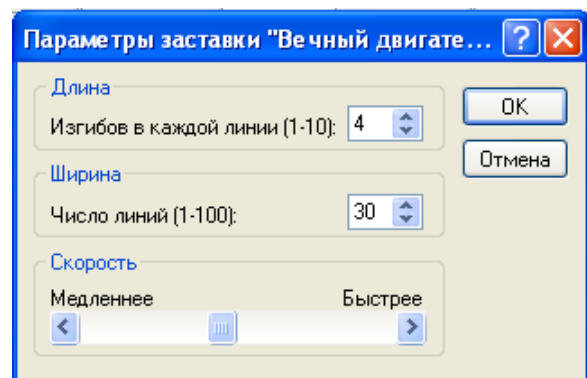 Параметры заставки "Вечный двигате...
Длина
Изгибов в каждой линии (1-10): 4
OK
Отмена
Ширина
Число линий (1-100): 30
Скорость
Медленнее Быстрее